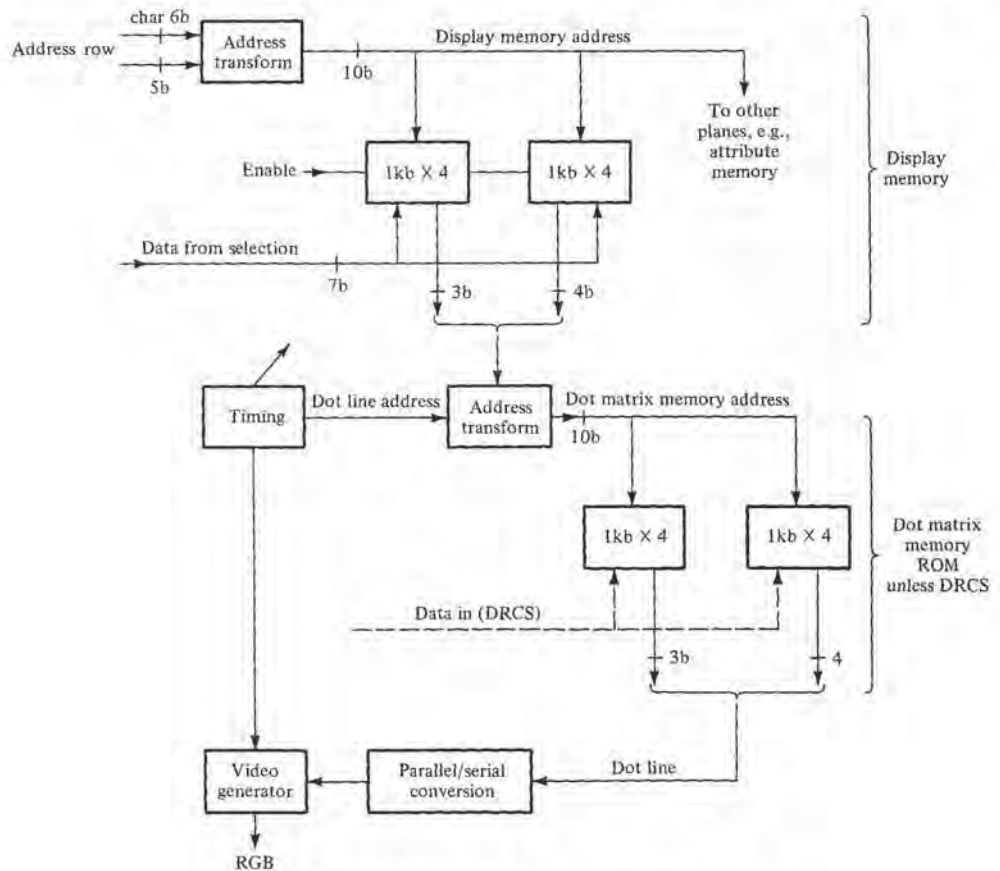 char 6b
Address row
5b
Address
transform
10b
Display memory address
To other
planes, e.g.,
attribute
memory
Display
memory
Enable
1kb X 4
1kb X 4
Data from selection
7b
3b
4b
Timing
Dot line address
Address
transform
Dot matrix memory address
10b
1kb X 4
1kb X 4
Dot matrix
memory
ROM
unless DRCS
Data in (DRCS)
3b
4
Video
generator
Parallel/serial
conversion
Dot line
RGB